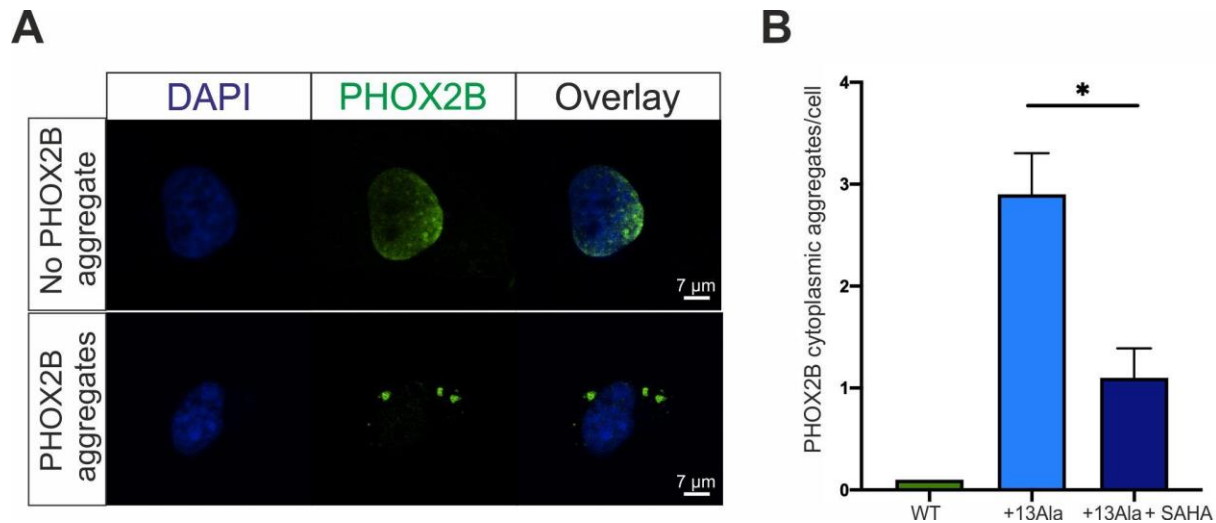 A
DAPI
PHOX2B
Overlay
No PHOX2B
aggregate
7 µm
PHOX2B
aggregates
7 µm
B
PHOX2B cytoplasmic aggregates/cell
4
3
2
1
0
*
WT
+13Ala
+13Ala + SAHA